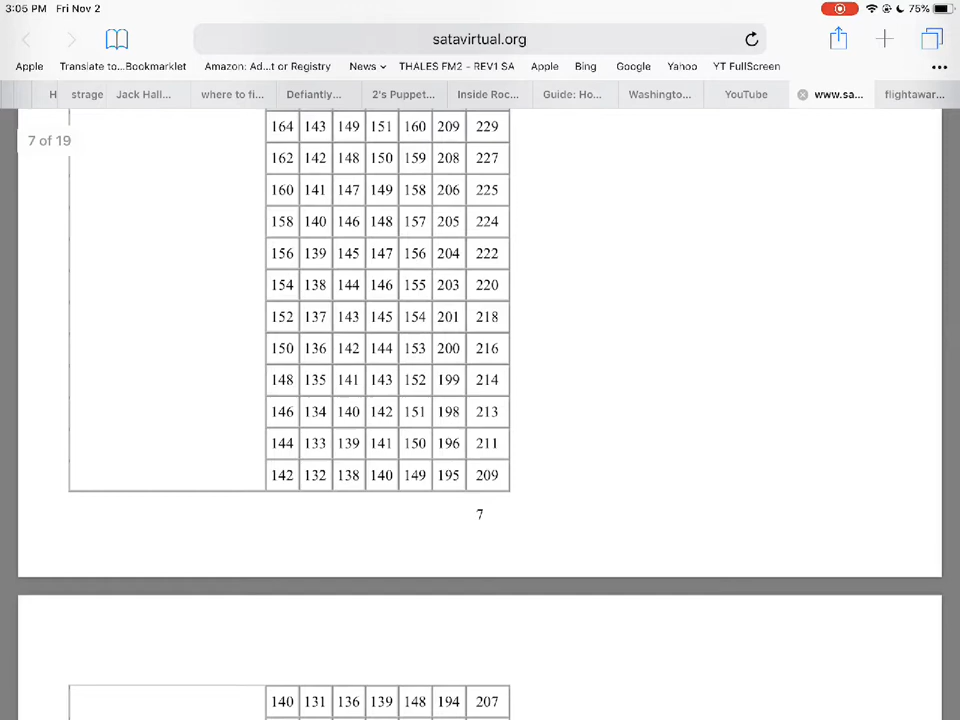 3:05 PM Fri Nov 2 75%
satavirtual.org
Apple Translate to...Bookmarklet Amazon: Ad...t or Registry News THALES FM2 - REV1 SA Apple Bing Google Yahoo YT FullScreen
H strage Jack Hall... where to fi... Defiantly... 2's Puppet... Inside Roc... Guide: Ho... Washingto... YouTube www.sa... flightawar...
7 of 19
164 143 149 151 160 209 229
162 142 148 150 159 208 227
160 141 147 149 158 206 225
158 140 146 148 157 205 224
156 139 145 147 156 204 222
154 138 144 146 155 203 220
152 137 143 145 154 201 218
150 136 142 144 153 200 216
148 135 141 143 152 199 214
146 134 140 142 151 198 213
144 133 139 141 150 196 211
142 132 138 140 149 195 209
7
140 131 136 139 148 194 207